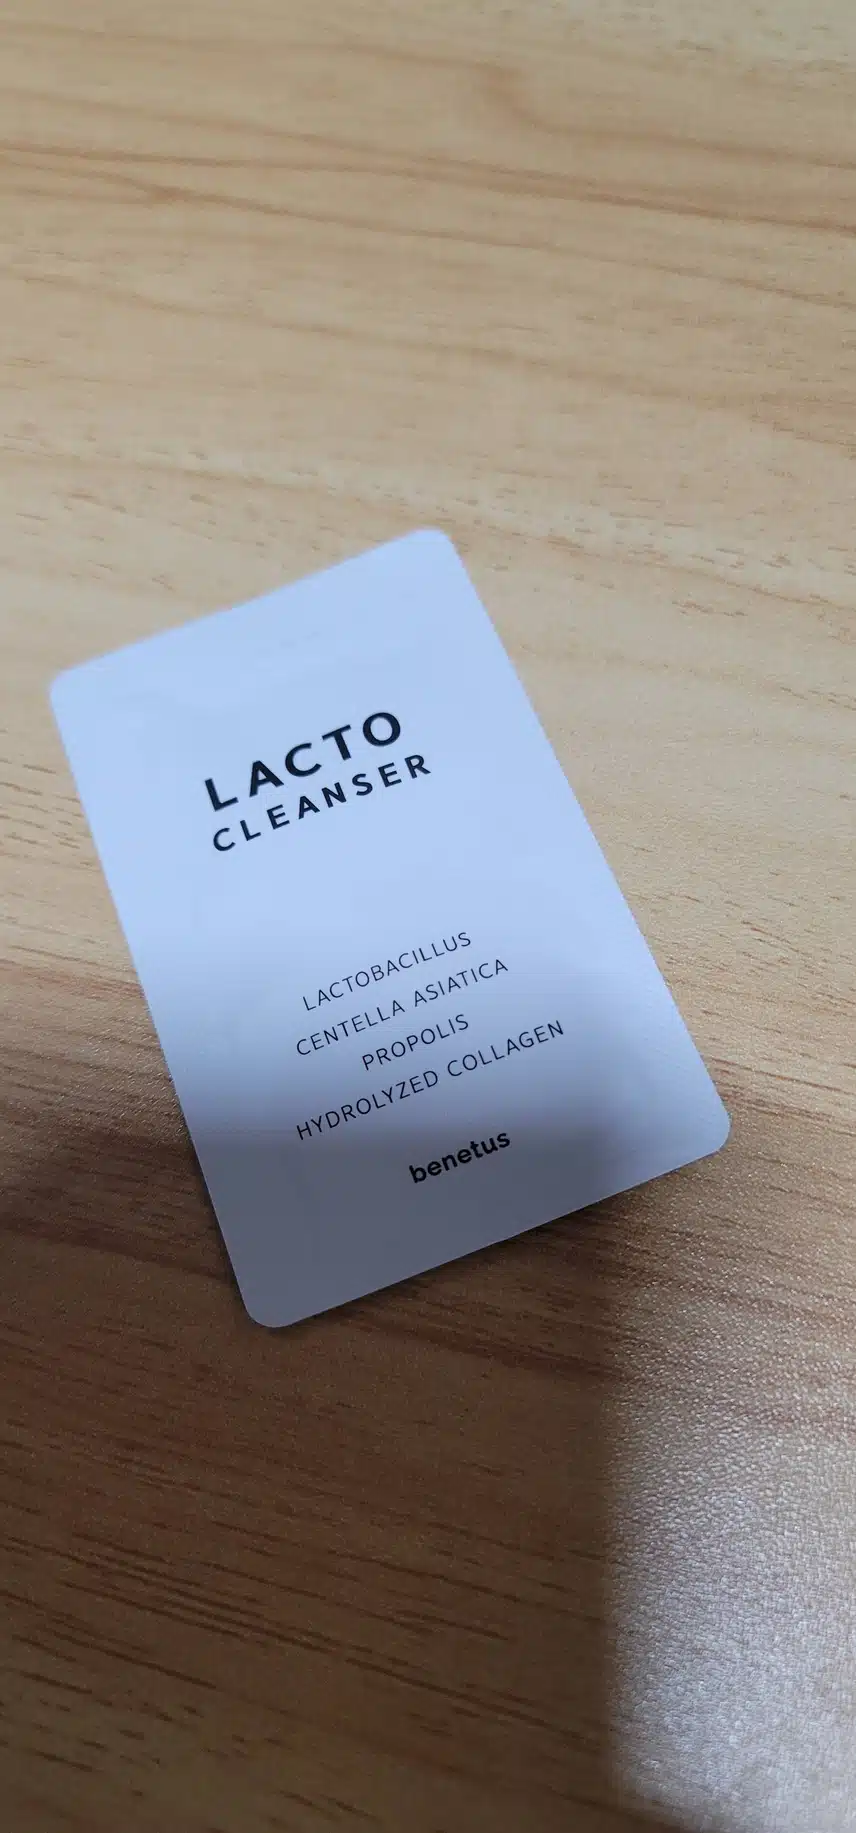 LACTO
CLEANSER
LACTOBACILLUS
CENTELLA ASIATICA
PROPOLIS
HYDROLYZED COLLAGEN
benetus